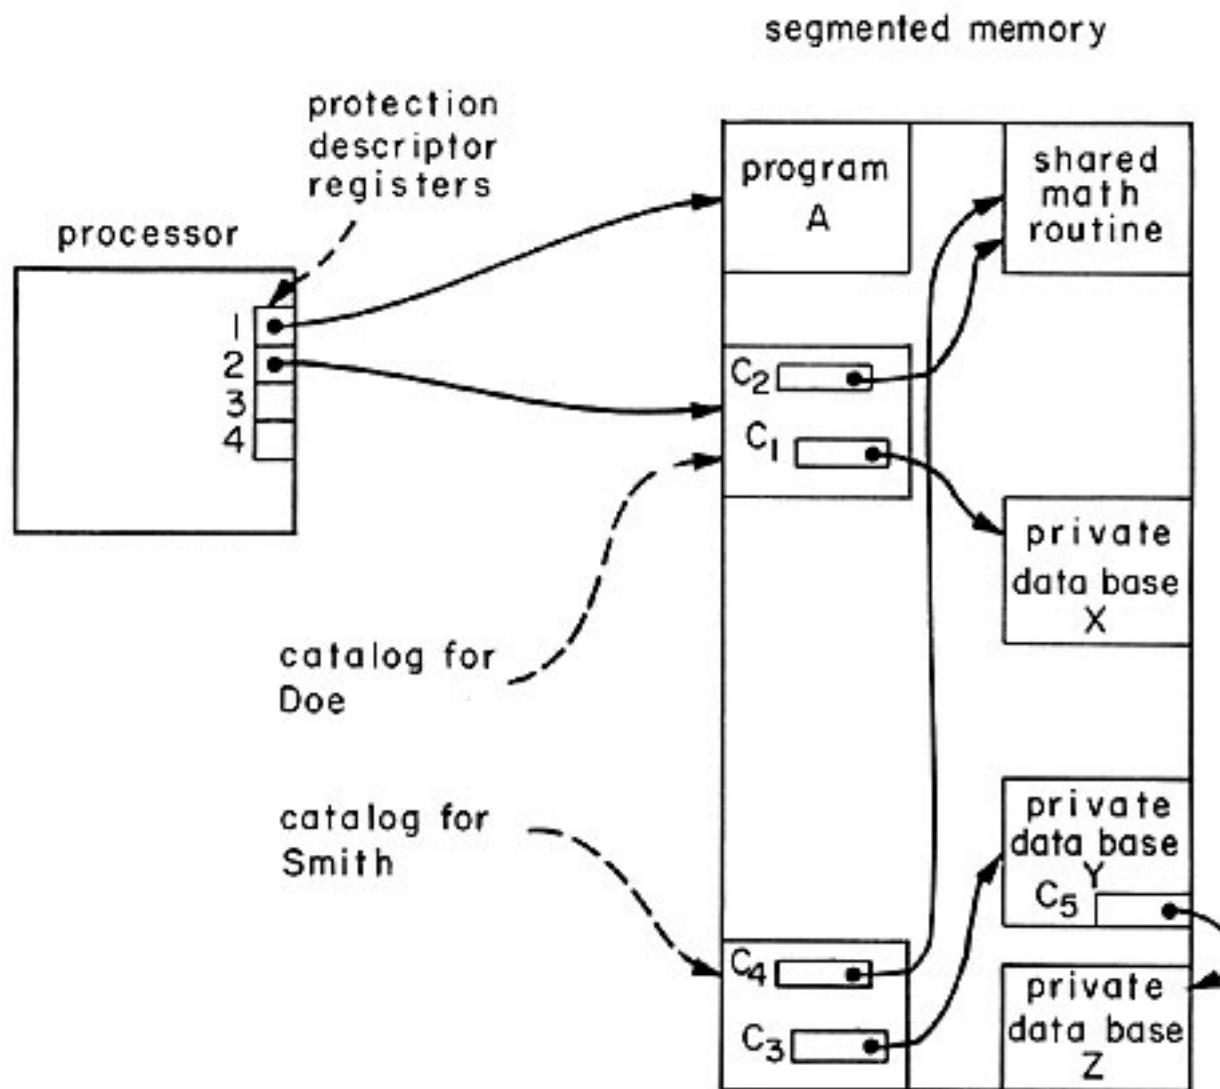 segmented memory
protection
descriptor
registers
processor
1
2
3
4
program
A
shared
math
routine
C2
C1
private
data base
X
catalog for
Doe
catalog for
Smith
private
data base
Y
C5
C4
C3
private
data base
Z